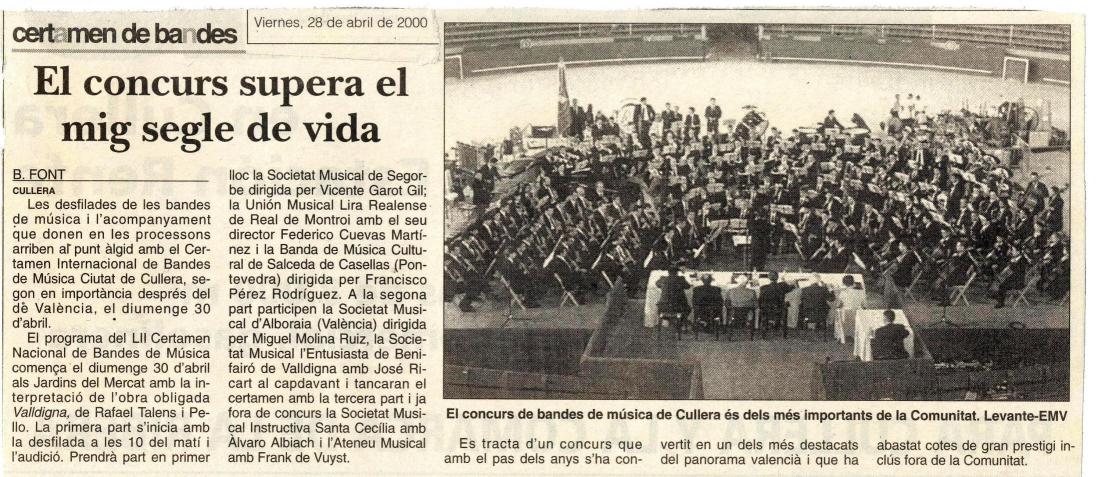 certamen de bandes
Viernes, 28 de abril de 2000
El concurs supera el
mig segle de vida
B. FONT
CULLERA
Les desfilades de les bandes
de música i l'acompanyament
que donen en les processons
arriben al punt àlgid amb el Cer-
tamen Internacional de Bandes
de Música Ciutat de Cullera, se-
gon en importància després del
de València, el diumenge 30
d'abril.
El programa del LII Certamen
Nacional de Bandes de Música
comença el diumenge 30 d'abril
als Jardins del Mercat amb la in-
terpretació de l'obra obligada
Valldigna, de Rafael Talens i Pe-
llo. La primera part s'inicia amb
la desfilada a les 10 del matí i
l'audició. Prendrà part en primer
lloc la Societat Musical de Segor-
be dirigida per Vicente Garot Gil;
la Unión Musical Lira Realense
de Real de Montroi amb el seu
director Federico Cuevas Martí-
nez i la Banda de Música Cultu-
ral de Salceda de Casellas (Pon-
tevedra) dirigida per Francisco
Pérez Rodríguez. A la segona
part participen la Societat Musi-
cal d'Alboraia (València) dirigida
per Miguel Molina Ruiz, la Socie-
tat Musical l'Entusiasta de Beni-
fairó de Valldigna amb José Ri-
cart al capdavant i tancaran el
certamen amb la tercera part i ja
fora de concurs la Societat Musi-
cal Instructiva Santa Cecília amb
Àlvaro Albiach i l'Ateneu Musical
amb Frank de Vuyst.
El concurs de bandes de música de Cullera és dels més importants de la Comunitat. Levante-EMV
Es tracta d'un concurs que
amb el pas dels anys s'ha con-
vertit en un dels més destacats
del panorama valencià i que ha
abastat cotes de gran prestigi in-
clús fora de la Comunitat.